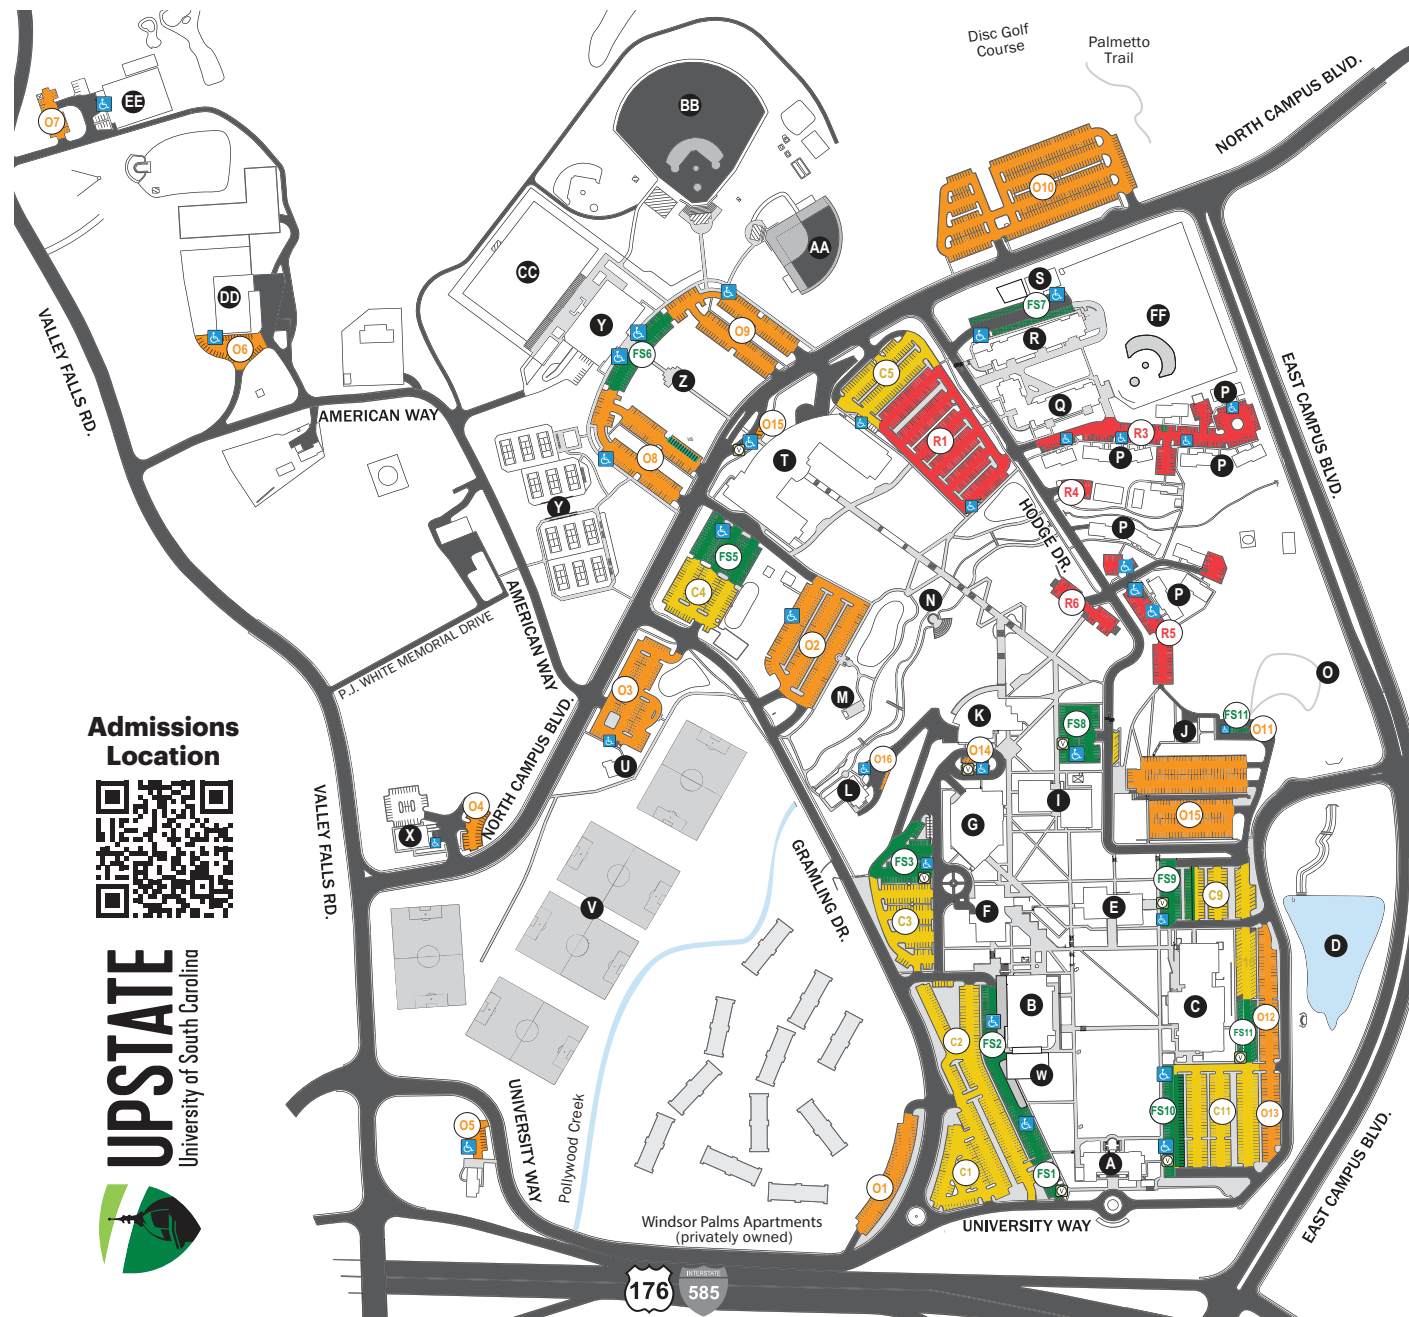 Disc Golf
Course
Palmetto
Trail
NORTH CAMPUS BLVD.
EE
O7
BB
O10
AA
CC
S
FS7
FF
DD
R
Y
O9
VALLEY FALLS RD.
O6
FS6
C5
EAST CAMPUS BLVD.
Z
P
Q
AMERICAN WAY
O15
R1
R3
O8
T
P
P
R4
Y
HODGE DR.
P
FS5
C4
AMERICAN WAY
N
R6
P
P.J. WHITE MEMORIAL DRIVE
O2
R5
O3
M
O
Admissions
Location
NORTH CAMPUS BLVD.
K
FS8
FS11
O11
J
U
O14
O16
VALLEY FALLS RD.
L
I
O4
X
G
O15
GRAMLING DR.
FS3
V
FS9
C9
E
F
C3
D
UPSTATE
University of South Carolina
B
C
O12
C2
FS2
FS11
W
UNIVERSITY WAY
Pollywood Creek
O5
FS10
C11
O13
EAST CAMPUS BLVD.
A
C1
FS1
O1
Windsor Palms Apartments
(privately owned)
UNIVERSITY WAY
176
INTERSTATE
585
V
V
V
V
V
V
V
V
V